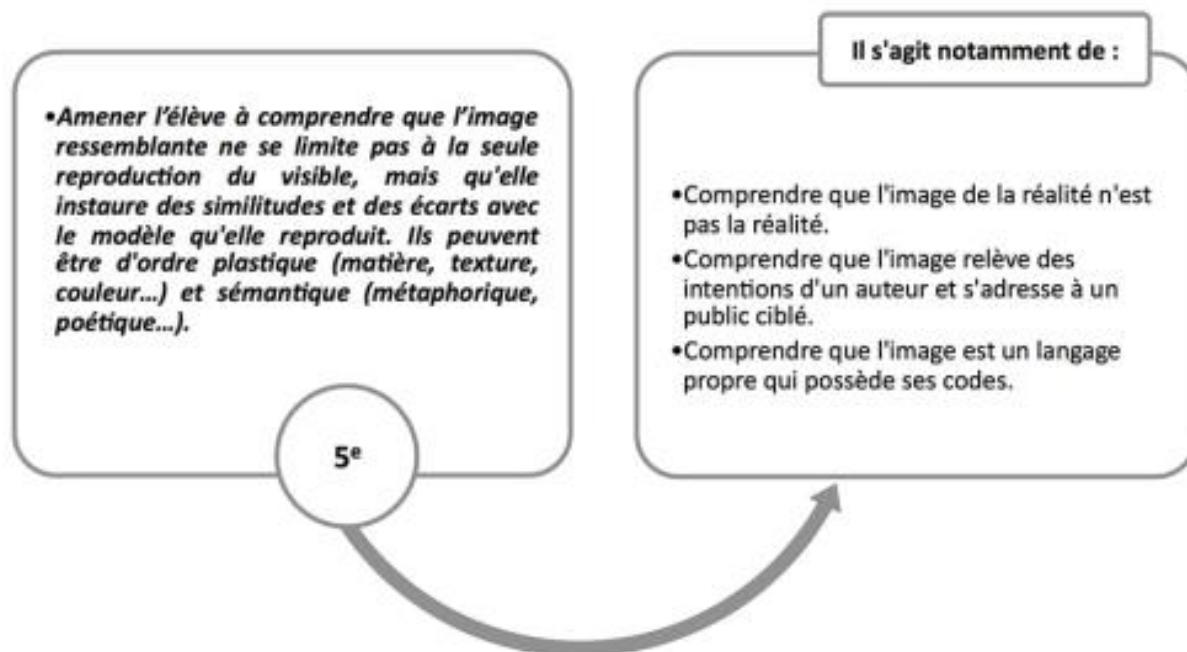 •Amener l’élève à comprendre que l’image
ressemblante ne se limite pas à la seule
reproduction du visible, mais qu'elle
instaure des similitudes et des écarts avec
le modèle qu'elle reproduit. Ils peuvent
être d'ordre plastique (matière, texture,
couleur...) et sémantique (métaphorique,
poétique...).
5e
Il s'agit notamment de :
•Comprendre que l'image de la réalité n'est
pas la réalité.
•Comprendre que l'image relève des
intentions d'un auteur et s'adresse à un
public ciblé.
•Comprendre que l'image est un langage
propre qui possède ses codes.